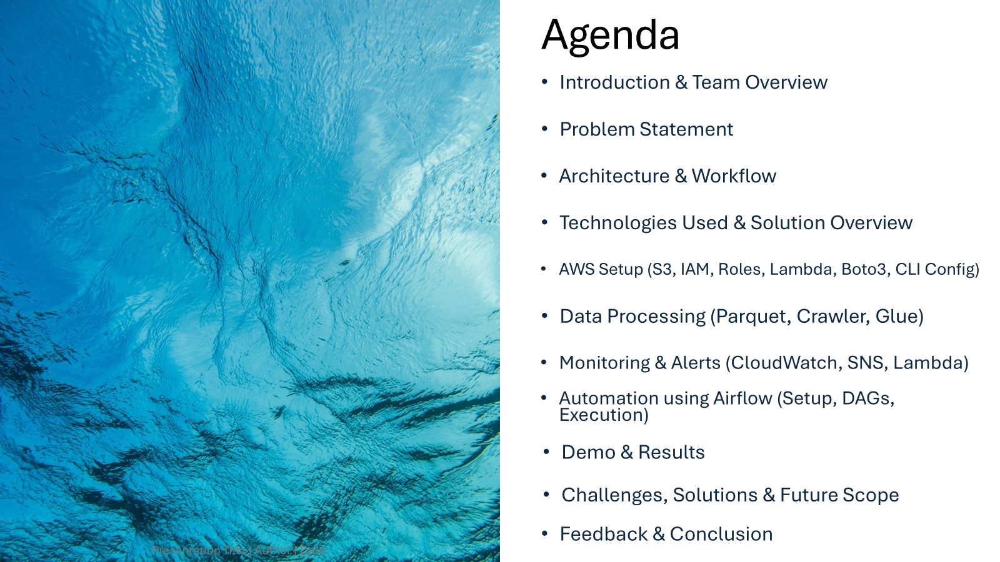 Agenda
• Introduction & Team Overview
• Problem Statement
• Architecture & Workflow
• Technologies Used & Solution Overview
• AWS Setup (S3, IAM, Roles, Lambda, Boto3, CLI Config)
• Data Processing (Parquet, Crawler, Glue)
• Monitoring & Alerts (CloudWatch, SNS, Lambda)
• Automation using Airflow (Setup, DAGs,
Execution)
• Demo & Results
• Challenges, Solutions & Future Scope
• Feedback & Conclusion
Presentation Title | Author | Date